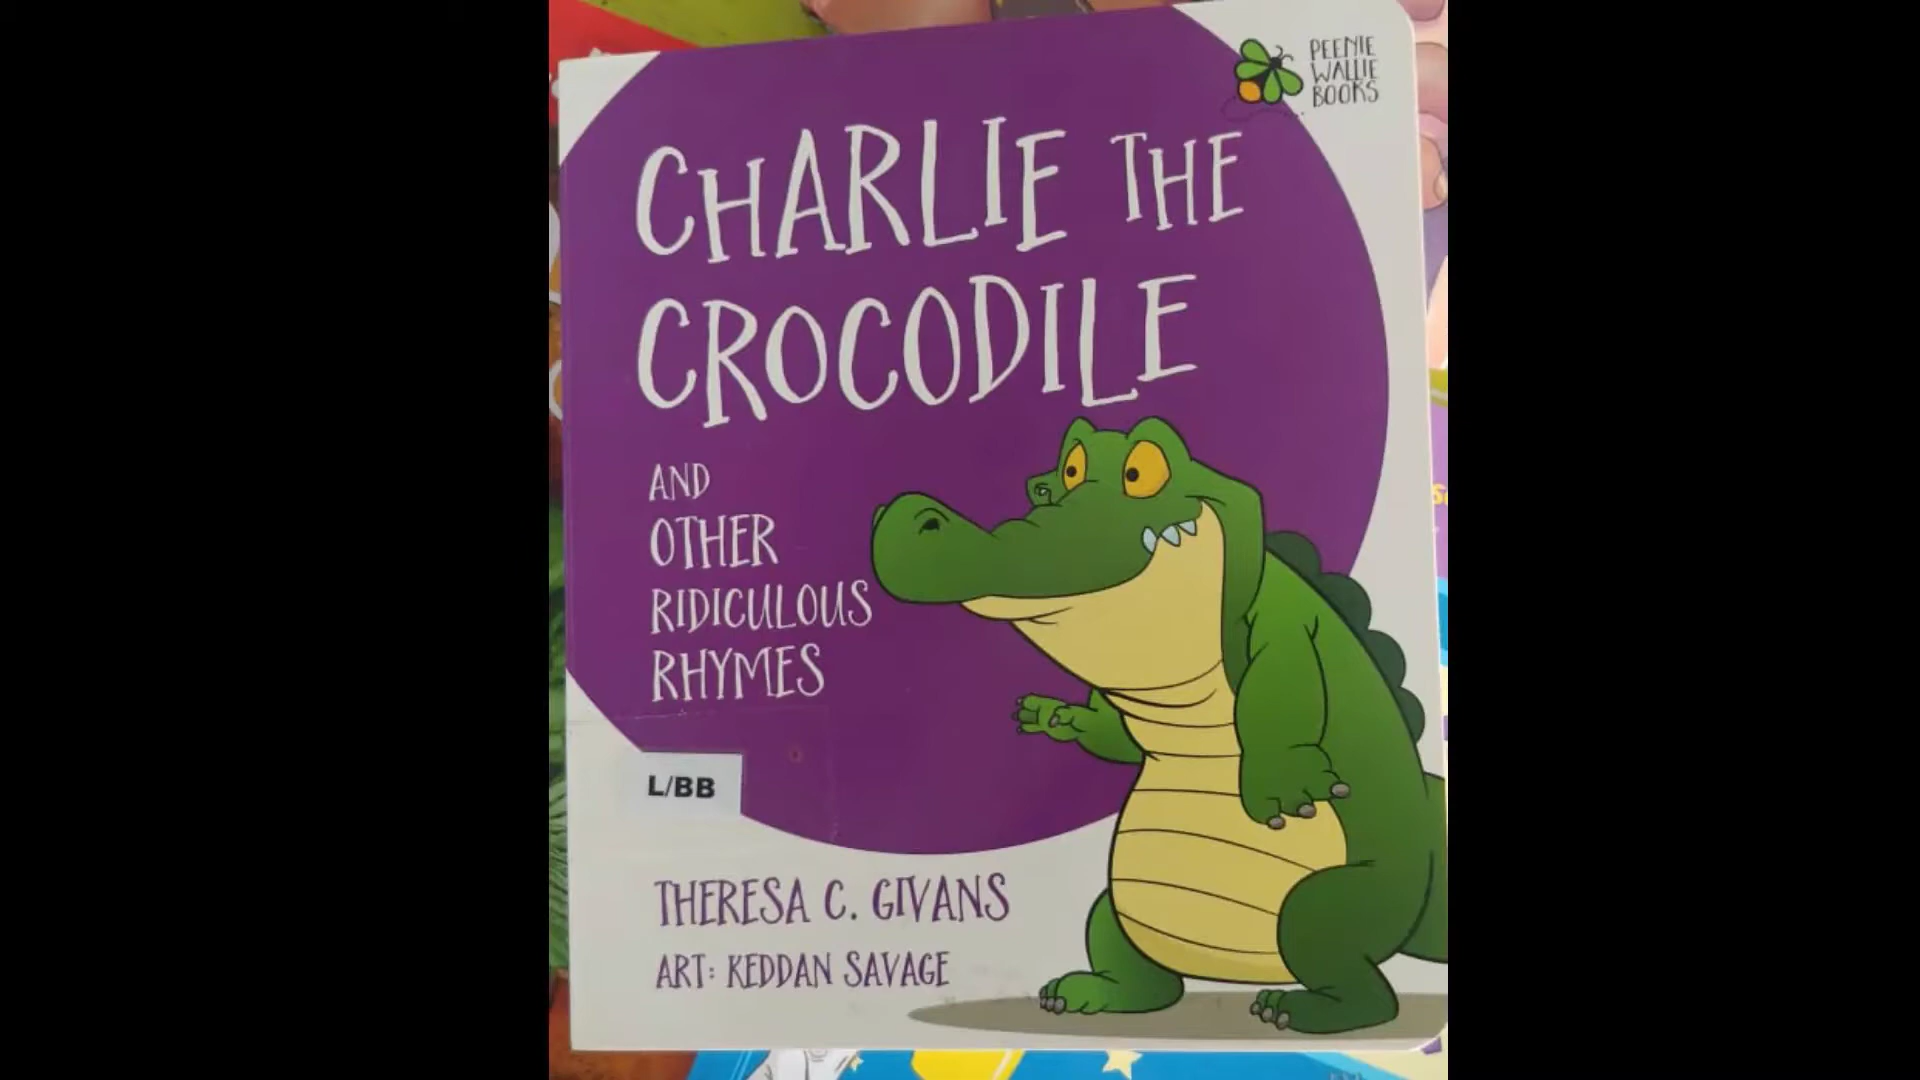 PEENIE
WALLIE
BOOKS
CHARLIE THE
CROCODILE
AND
OTHER
RIDICULOUS
RHYMES
L/BB
THERESA C. GIVANS
ART: KEDDAN SAVAGE